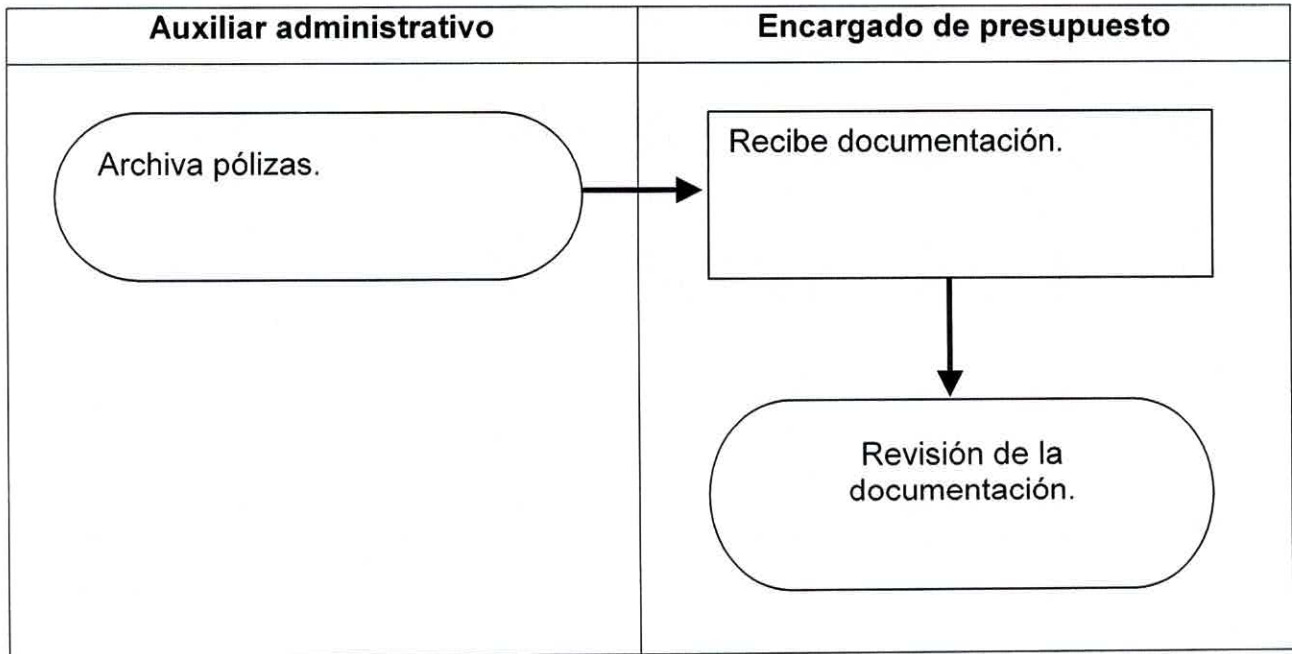 Auxiliar administrativo
Encargado de presupuesto
Archiva pólizas.
Recibe documentación.
Revisión de la
documentación.